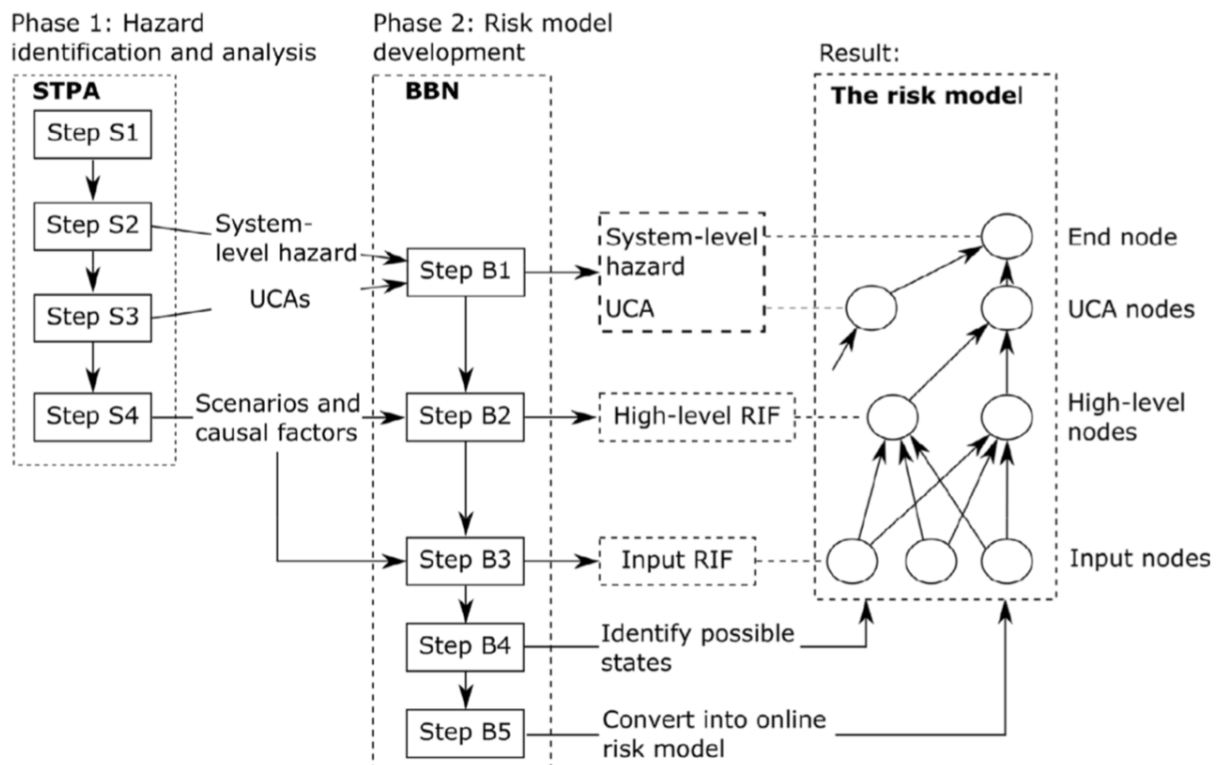 Phase 1: Hazard
identification and analysis
STPA
Step S1
Step S2
Step S3
Step S4
System-
level hazard
UCAs
Scenarios and
causal factors
Phase 2: Risk model
development
BBN
Step B1
Step B2
Step B3
Step B4
Step B5
System-level
hazard
UCA
High-level RIF
Input RIF
Identify possible
states
Convert into online
risk model
Result:
The risk model
End node
UCA nodes
High-level
nodes
Input nodes